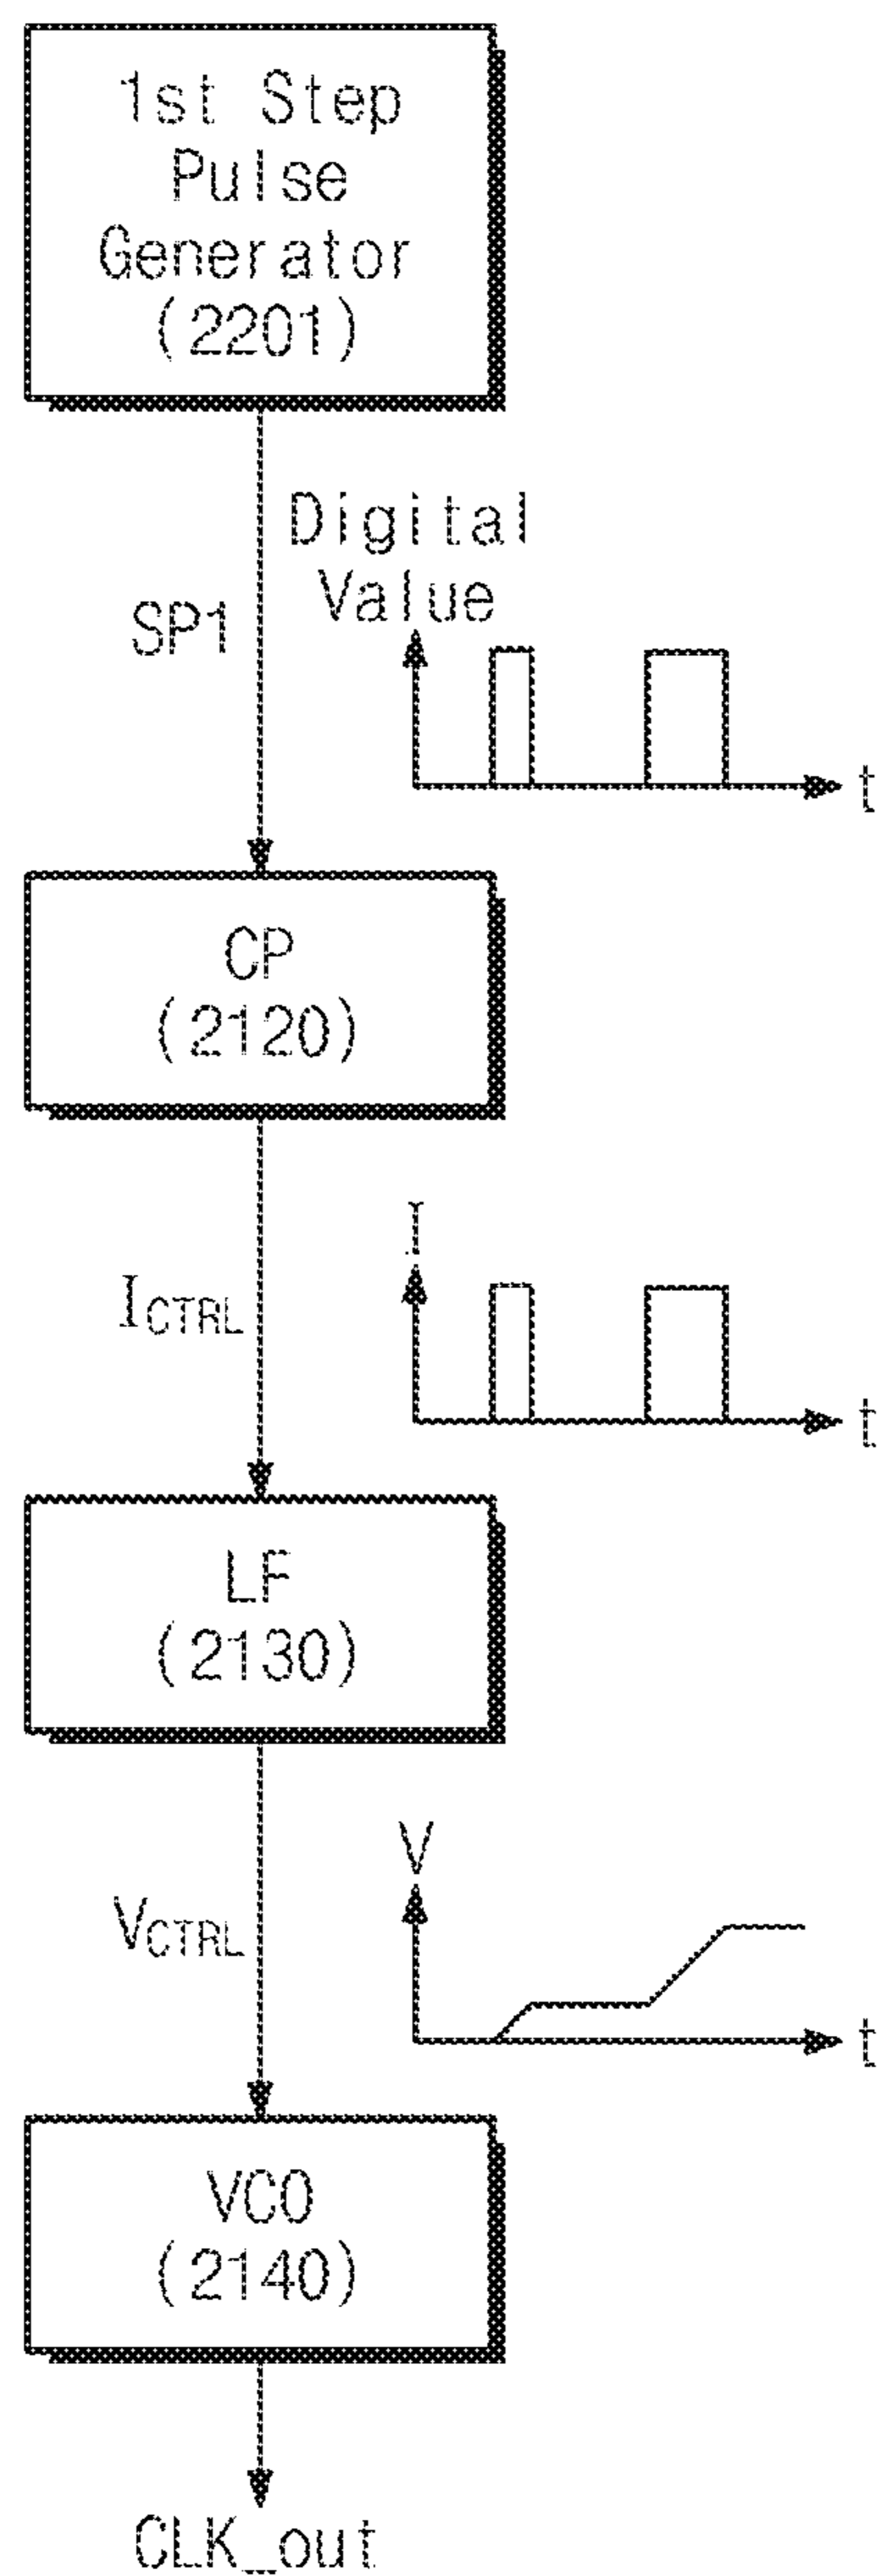 1st Step
Pulse
Generator
(2201)
Digital
Value
SP1
t
CP
(2120)
I
ICTRL
t
LF
(2130)
V
VCTRL
t
VCO
(2140)
CLK_out